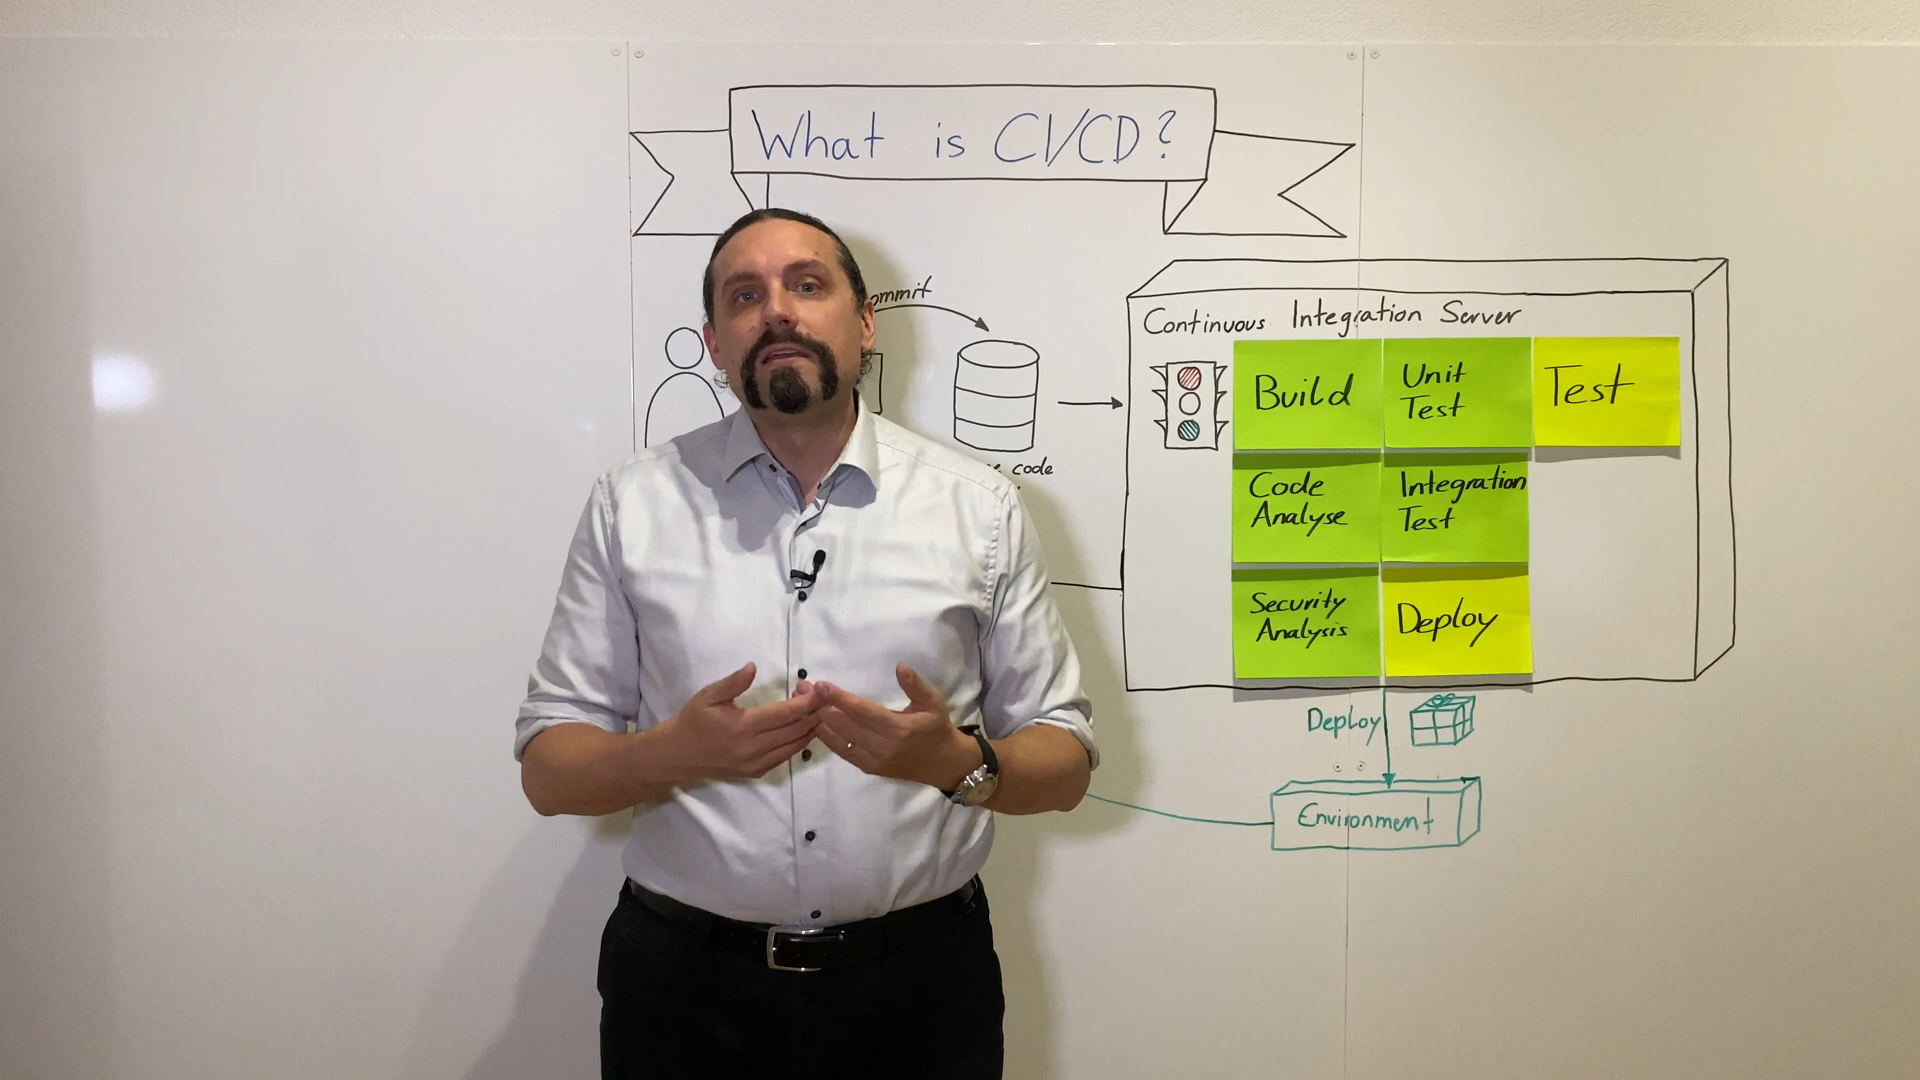 What is CI/CD?
code
Continuous Integration Server
Build
Unit
Test
Test
Code
Analyse
Integration
Test
Security
Analysis
Deploy
Deploy
Environment